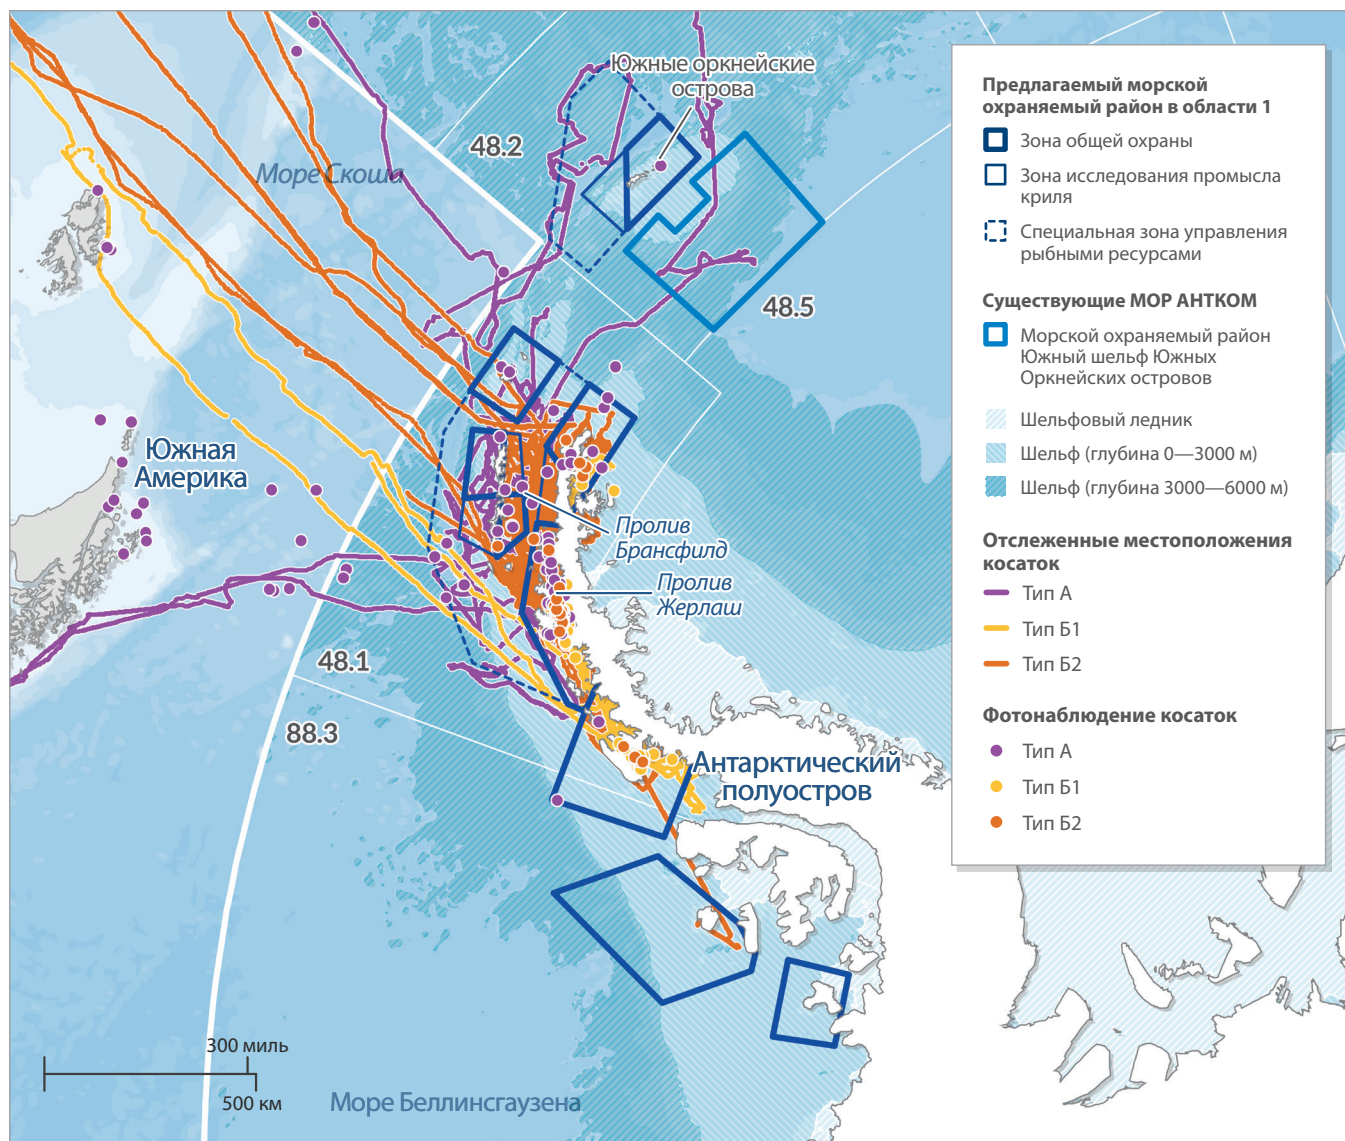 Южные оркнейские
острова
48.2
Море Скоша
48.5
Южная
Америка
Пролив
Брансфилд
Пролив
Жерлаш
48.1
88.3
Антарктический
полуостров
300 миль
500 км
Море Беллинсгаузена
Предлагаемый морской
охраняемый район в области 1
Зона общей охраны
Зона исследования промысла
криля
Специальная зона управления
рыбными ресурсами
Существующие МОР АНТКОМ
Морской охраняемый район
Южный шельф Южных
Оркнейских островов
Шельфовый ледник
Шельф (глубина 0—3000 м)
Шельф (глубина 3000—6000 м)
Отслеженные местоположения
косаток
Тип А
Тип Б1
Тип Б2
Фотонаблюдение косаток
Тип А
Тип Б1
Тип Б2